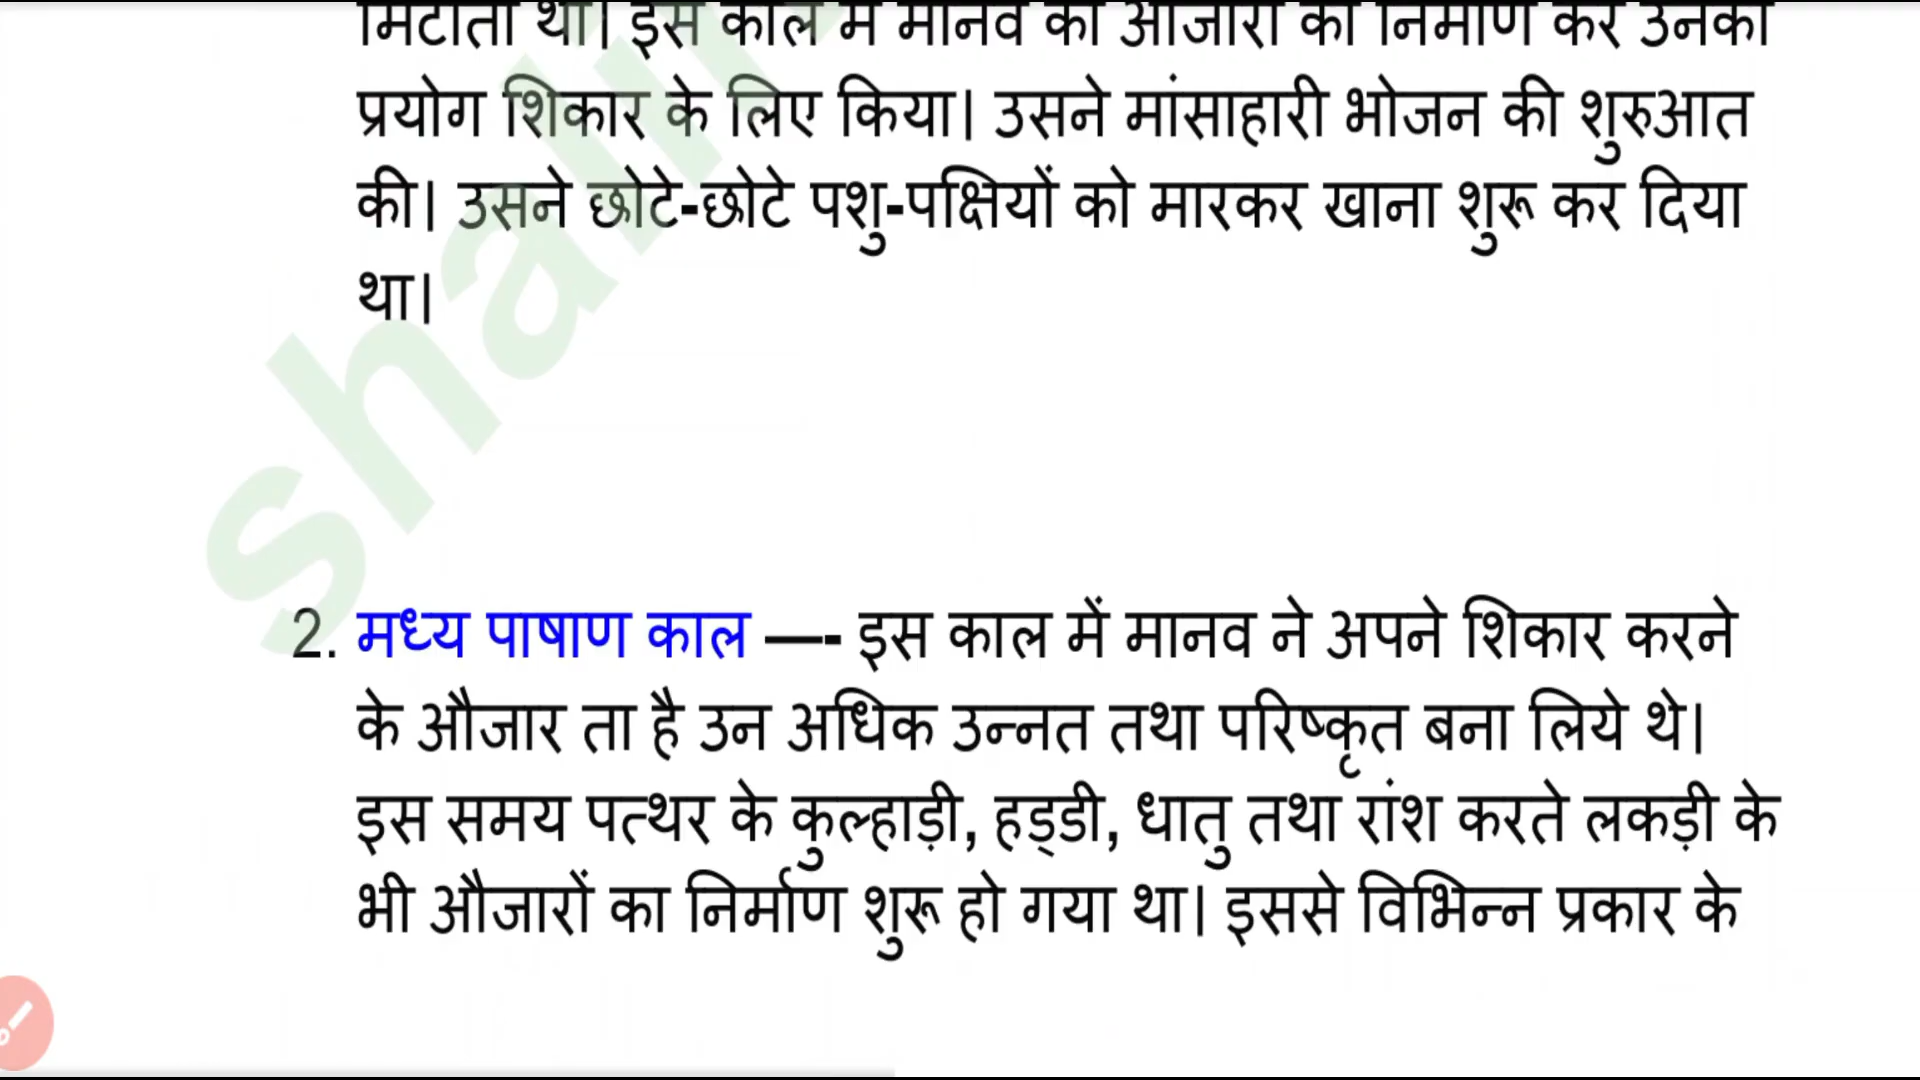 मिटाता था। इस काल में मानव को औजारों का निर्माण कर उनका
प्रयोग शिकार के लिए किया। उसने मांसाहारी भोजन की शुरुआत
की। उसने छोटे-छोटे पशु-पक्षियों को मारकर खाना शुरू कर दिया
था।
2. मध्य पाषाण काल —- इस काल में मानव ने अपने शिकार करने
के औजार ता है उन अधिक उन्नत तथा परिष्कृत बना लिये थे।
इस समय पत्थर के कुल्हाड़ी, हड्डी, धातु तथा रांश करते लकड़ी के
भी औजारों का निर्माण शुरू हो गया था। इससे विभिन्न प्रकार के